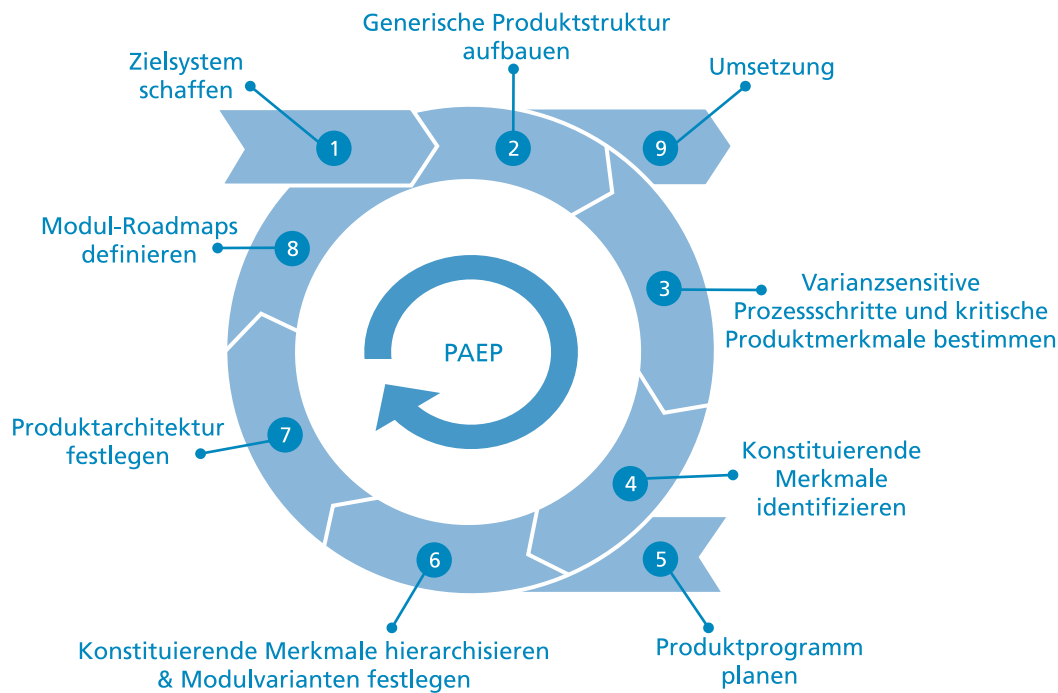 Zielsystem
schaffen
1
Generische Produktstruktur
aufbauen
2
Umsetzung
9
Varianzsensitive
Prozessschritte und kritische
Produktmerkmale bestimmen
3
Konstituierende
Merkmale
identifizieren
4
Produktprogramm
planen
5
Konstituierende Merkmale hierarchisieren
& Modulvarianten festlegen
6
Produktarchitektur
festlegen
7
Modul-Roadmaps
definieren
8
PAEP